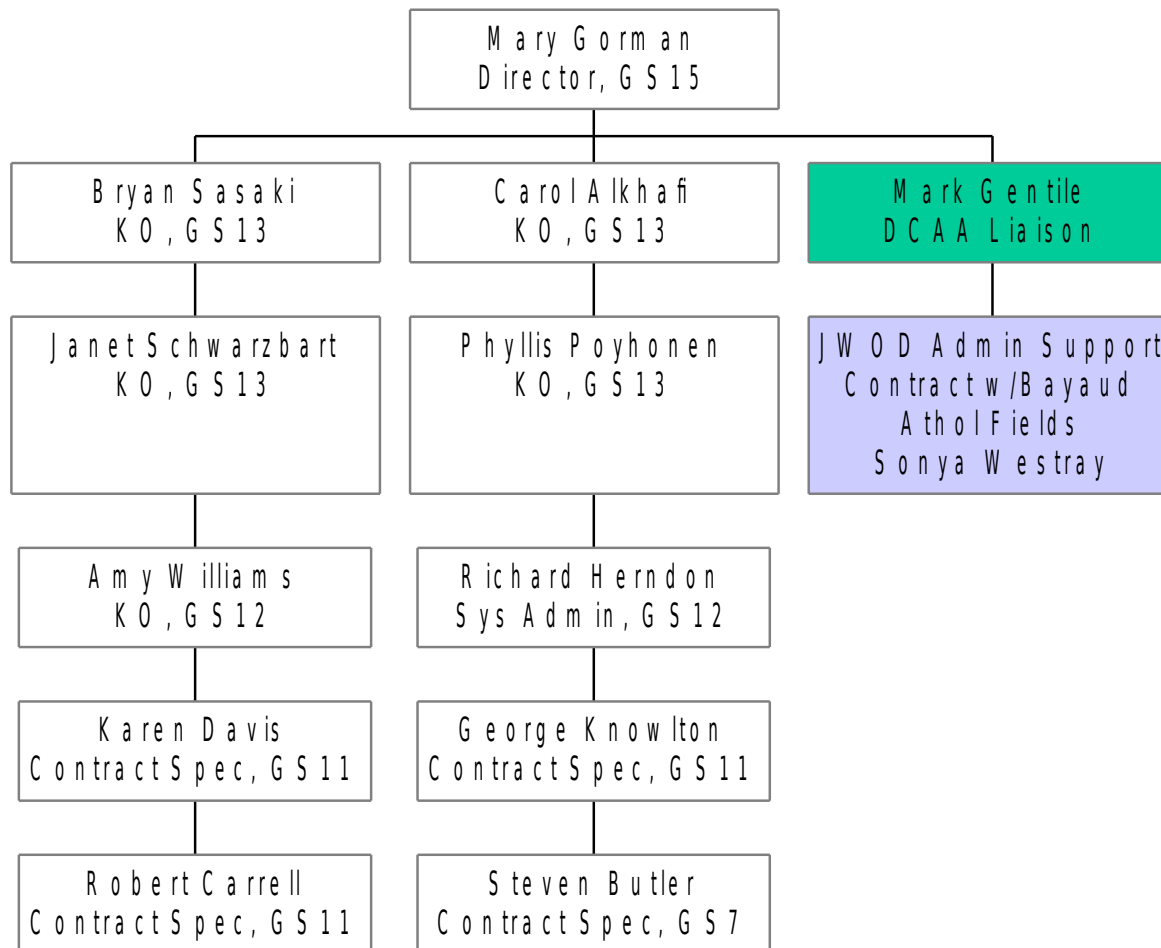 Mary Gorman
Director, GS15
Bryan Sasaki
KO, GS13
Carol Alkhafi
KO, GS13
Mark Gentile
DCAA Liaison
Janet Schwarzbart
KO, GS13
Phyllis Poyhonen
KO, GS13
JWOD Admin Support
Contract w/Bayaud
Athol Fields
Sonya Westray
Amy Williams
KO, GS12
Richard Herndon
Sys Admin, GS12
Karen Davis
Contract Spec, GS11
George Knowlton
Contract Spec, GS11
Robert Carrell
Contract Spec, GS11
Steven Butler
Contract Spec, GS7